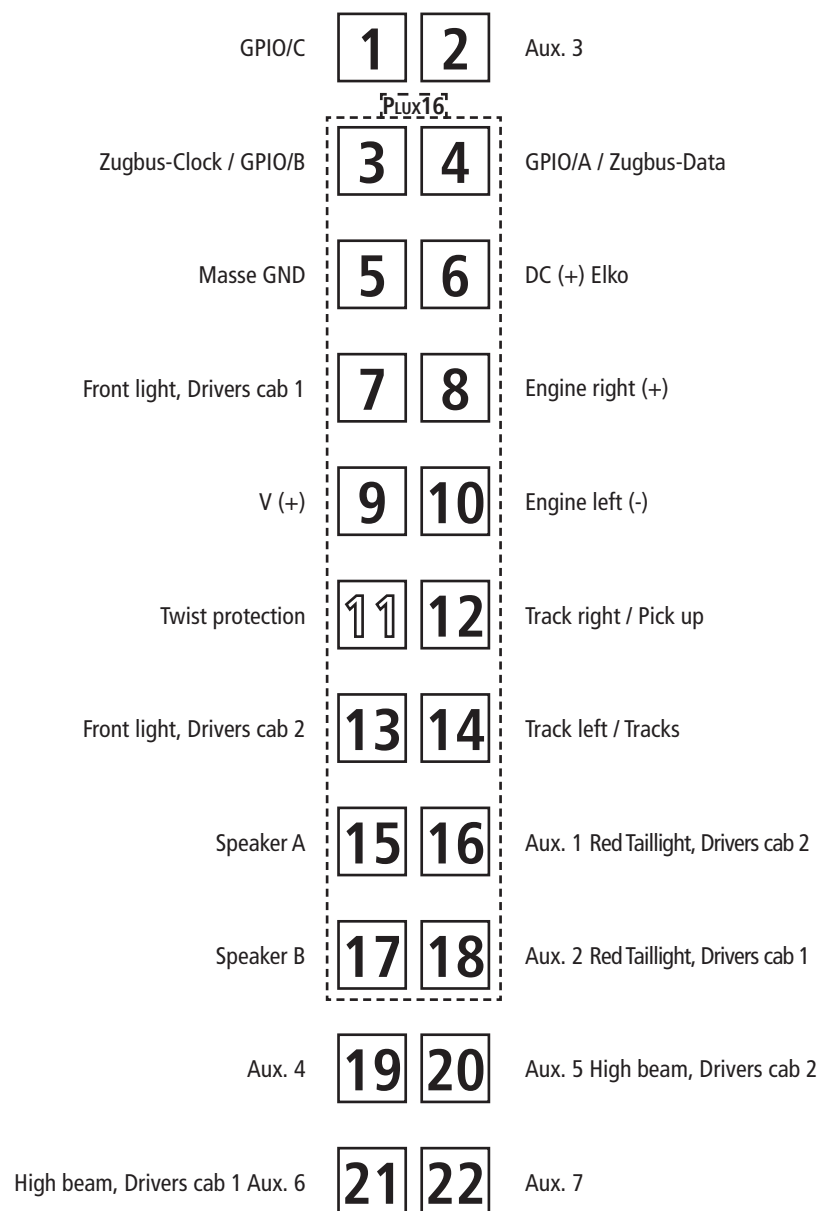 GPIO/C 1 2 Aux. 3
PLUX16
Zugbus-Clock / GPIO/B 3 4 GPIO/A / Zugbus-Data
Masse GND 5 6 DC (+) Elko
Front light, Drivers cab 1 7 8 Engine right (+)
V (+) 9 10 Engine left (-)
Twist protection 11 12 Track right / Pick up
Front light, Drivers cab 2 13 14 Track left / Tracks
Speaker A 15 16 Aux. 1 Red Taillight, Drivers cab 2
Speaker B 17 18 Aux. 2 Red Taillight, Drivers cab 1
Aux. 4 19 20 Aux. 5 High beam, Drivers cab 2
High beam, Drivers cab 1 Aux. 6 21 22 Aux. 7